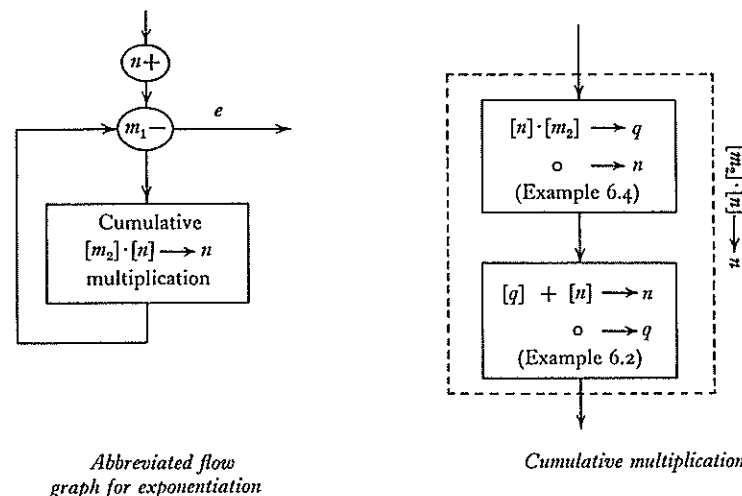 n+
m₁−
e
Cumulative
[m₂]·[n] → n
multiplication
Abbreviated flow
graph for exponentiation
[n]·[m₂] → q
o → n
(Example 6.4)
[q] + [n] → n
o → q
(Example 6.2)
[m₂]·[n] → n
Cumulative multiplication